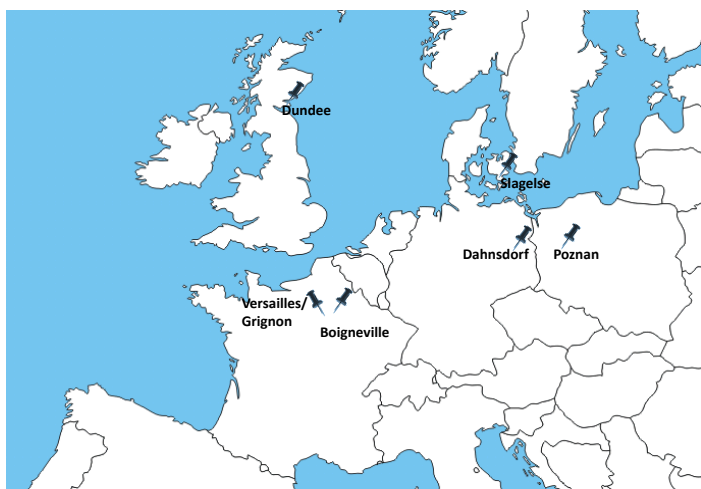 Dundee
Slagelse
Dahnsdorf
Poznan
Versailles/
Grignon
Boigneville